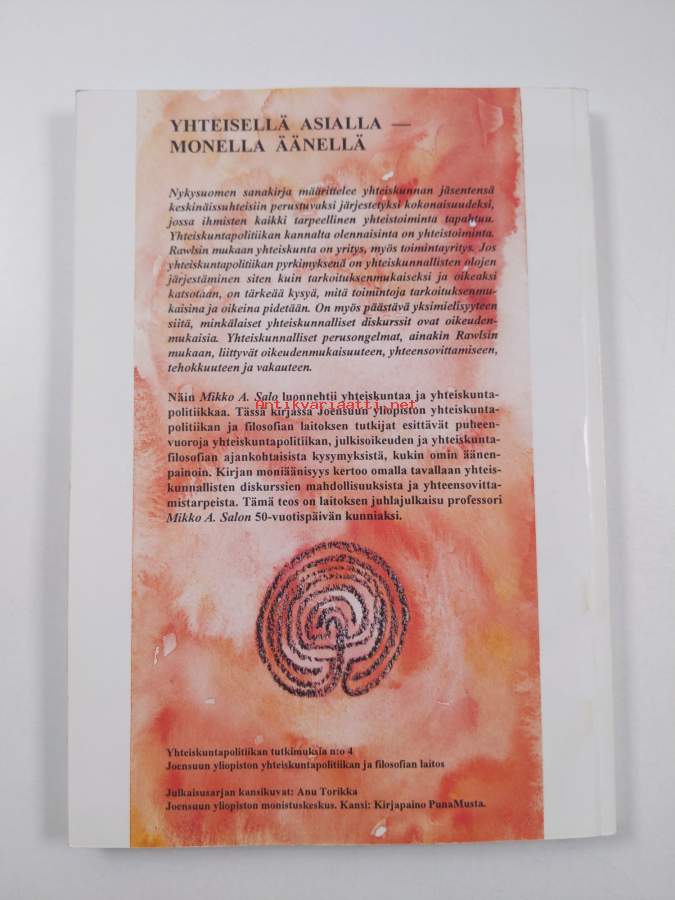 YHTEISELLÄ ASIALLA —
MONELLA ÄÄNELLÄ
Nykysuomen sanakirja määrittelee yhteiskunnan jäsentensä
keskinäissuhteisiin perustuvaksi järjestetyksi kokonaisuudeksi,
jossa ihmisten kaikki tarpeellinen yhteistoiminta tapahtuu.
Yhteiskuntapolitiikan kannalta olennaisinta on yhteistoiminta.
Rawlsin mukaan yhteiskunta on yritys, myös toimintayritys. Jos
yhteiskuntapolitiikan pyrkimyksenä on yhteiskunnallisten olojen
järjestäminen siten kuin tarkoituksenmukaiseksi ja oikeaksi
katsotaan, on tärkeää kysyä, mitä toimintoja tarkoituksenmu-
kaisina ja oikeina pidetään. On myös päästävä yksimielisyyteen
siitä, minkälaiset yhteiskunnalliset diskurssit ovat oikeuden-
mukaisia. Yhteiskunnalliset perusongelmat, ainakin Rawlsin
mukaan, liittyvät oikeudenmukaisuuteen, yhteensovittamiseen,
tehokkuuteen ja vakauteen.
Näin Mikko A. Salo luonnehtii yhteiskuntaa ja yhteiskunta-
politiikkaa. Tässä kirjassa Joensuun yliopiston yhteiskunta-
Antikvariaatti.net
politiikan ja filosofian laitoksen tutkijat esittävät puheen-
vuoroja yhteiskuntapolitiikan, julkisoikeuden ja yhteiskunta-
filosofian ajankohtaisista kysymyksistä, kukin omin äänen-
painoin. Kirjan moniäänisyys kertoo omalla tavallaan yhteis-
kunnallisten diskurssien mahdollisuuksista ja yhteensovitta-
mistarpeista. Tämä teos on laitoksen juhlajulkaisu professori
Mikko A. Salon 50-vuotispäivän kunniaksi.
Yhteiskuntapolitiikan tutkimuksia n:o 4
Joensuun yliopiston yhteiskuntapolitiikan ja filosofian laitos
Julkaisusarjan kansikuvat: Anu Torikka
Joensuun yliopiston monistuskeskus. Kansi: Kirjapaino PunaMusta.